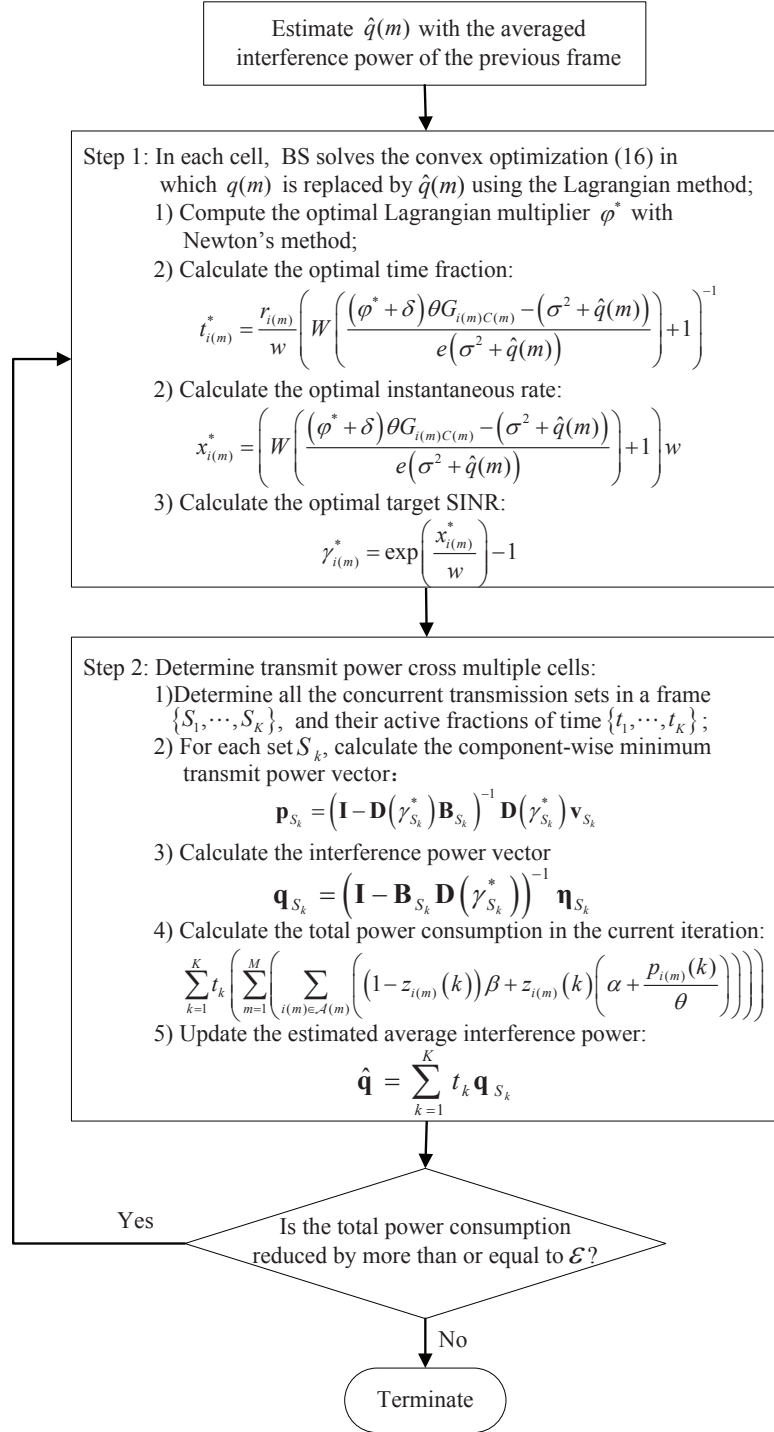 Estimate q̂(m) with the averaged
interference power of the previous frame
Step 1: In each cell, BS solves the convex optimization (16) in
which q(m) is replaced by q̂(m) using the Lagrangian method;
1) Compute the optimal Lagrangian multiplier φ* with
Newton's method;
2) Calculate the optimal time fraction:
t*_{i(m)} = \frac{r_{i(m)}}{w} ( W ( \frac{(φ* + δ) θG_{i(m)C(m)} − (σ² + q̂(m))}{e(σ² + q̂(m))} ) + 1 )^{−1}
2) Calculate the optimal instantaneous rate:
x*_{i(m)} = ( W ( \frac{(φ* + δ) θG_{i(m)C(m)} − (σ² + q̂(m))}{e(σ² + q̂(m))} ) + 1 ) w
3) Calculate the optimal target SINR:
γ*_{i(m)} = exp( \frac{x*_{i(m)}}{w} ) − 1
Step 2: Determine transmit power cross multiple cells:
1)Determine all the concurrent transmission sets in a frame
{S_1,⋯,S_K}, and their active fractions of time {t_1,⋯,t_K} ;
2) For each set S_k, calculate the component-wise minimum
transmit power vector:
p_{S_k} = (I − D(γ*_{S_k}) B_{S_k})^{−1} D(γ*_{S_k}) v_{S_k}
3) Calculate the interference power vector
q_{S_k} = (I − B_{S_k} D(γ*_{S_k}))^{−1} η_{S_k}
4) Calculate the total power consumption in the current iteration:
\sum_{k=1}^{K} t_k ( \sum_{m=1}^{M} ( \sum_{i(m)∈𝒜(m)} ( (1 − z_{i(m)}(k)) β + z_{i(m)}(k) ( α + \frac{p_{i(m)}(k)}{θ} ) ) ) )
5) Update the estimated average interference power:
q̂ = \sum_{k=1}^{K} t_k q_{S_k}
Yes
Is the total power consumption
reduced by more than or equal to ε?
No
Terminate